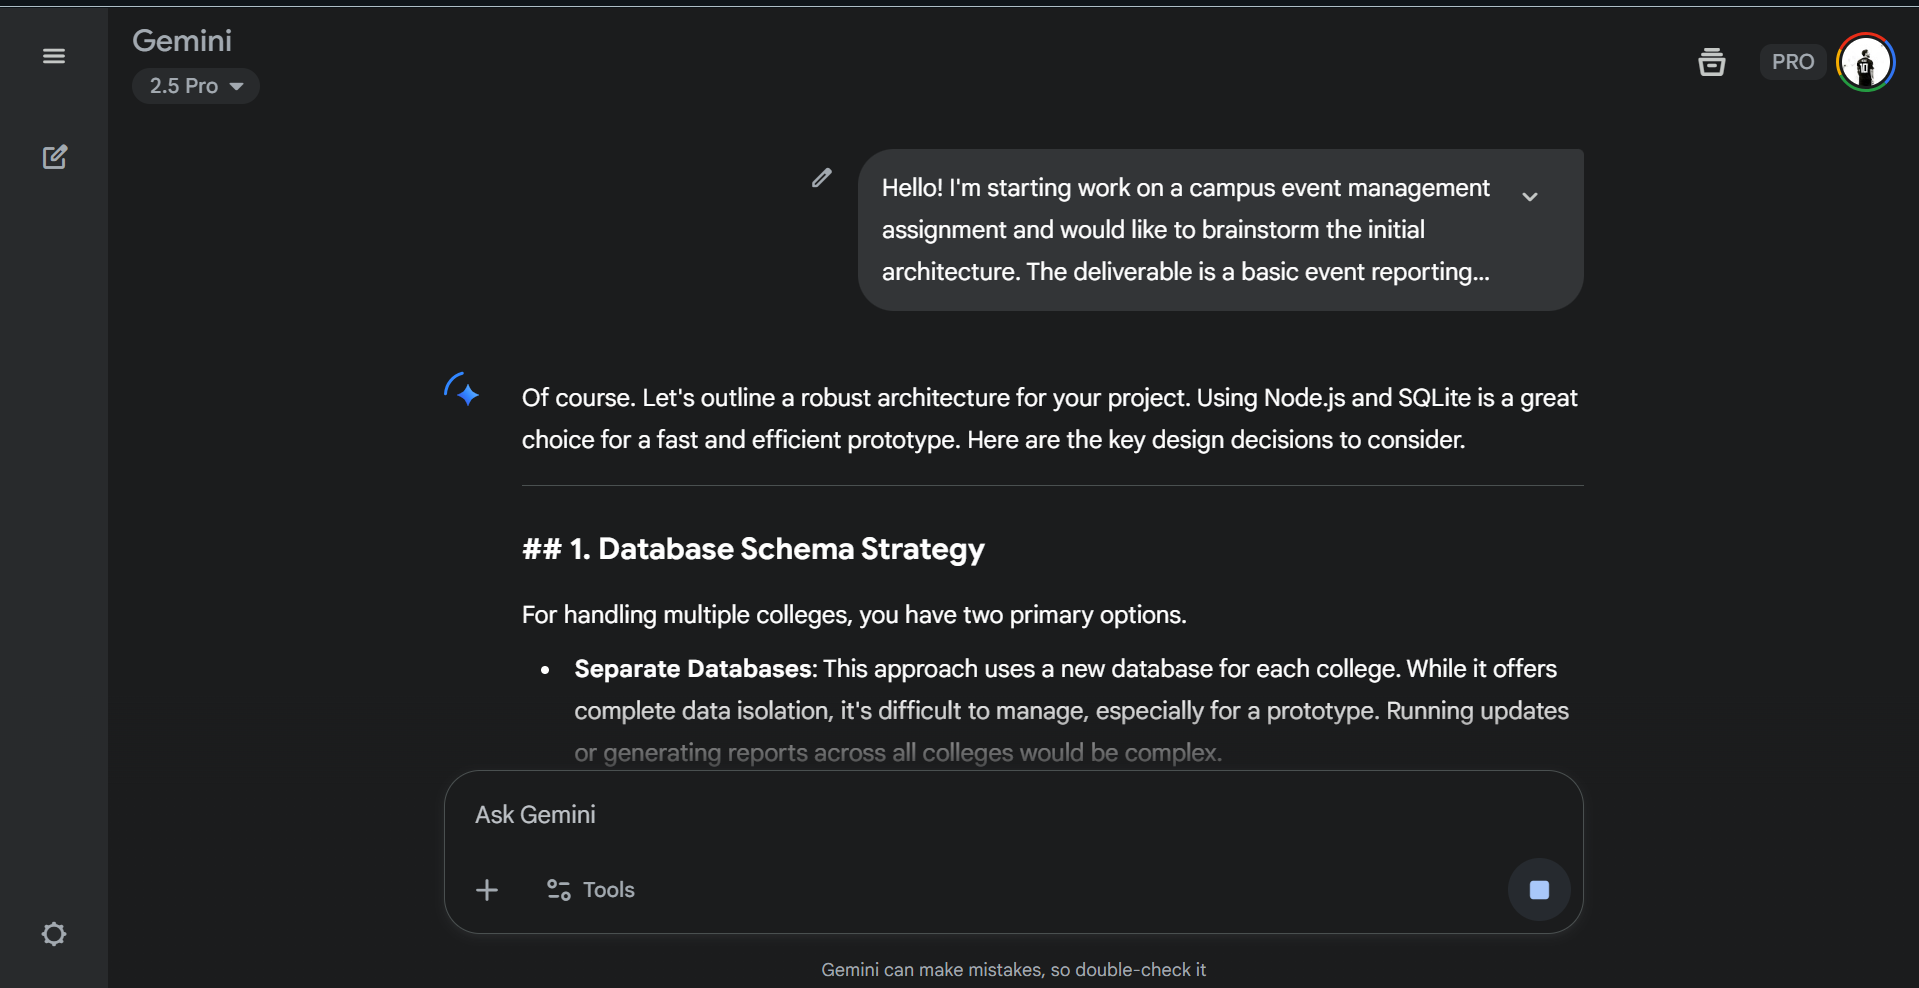 Gemini
2.5 Pro
PRO
Hello! I'm starting work on a campus event management
assignment and would like to brainstorm the initial
architecture. The deliverable is a basic event reporting...
Of course. Let's outline a robust architecture for your project. Using Node.js and SQLite is a great
choice for a fast and efficient prototype. Here are the key design decisions to consider.
## 1. Database Schema Strategy
For handling multiple colleges, you have two primary options.
• Separate Databases: This approach uses a new database for each college. While it offers
complete data isolation, it's difficult to manage, especially for a prototype. Running updates
or generating reports across all colleges would be complex.
Ask Gemini
Tools
Gemini can make mistakes, so double-check it